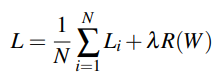 L = \frac{1}{N} \sum_{i=1}^{N} L_i + \lambda R(W)